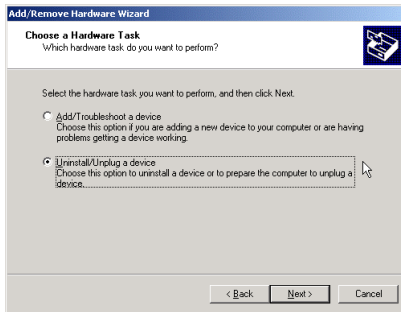 Add/Remove Hardware Wizard
Choose a Hardware Task
Which hardware task do you want to perform?
Select the hardware task you want to perform, and then click Next.
Add/Troubleshoot a device
Choose this option if you are adding a new device to your computer or are having
problems getting a device working.
Uninstall/Unplug a device
Choose this option to uninstall a device or to prepare the computer to unplug a
device.
< Back
Next >
Cancel